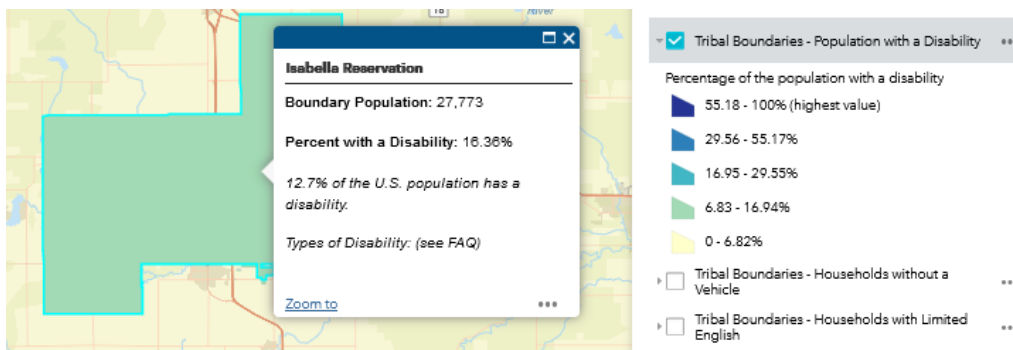 18
River
Isabella Reservation
Boundary Population: 27,773
Percent with a Disability: 16.36%
12.7% of the U.S. population has a
disability.
Types of Disability: (see FAQ)
Zoom to
Tribal Boundaries - Population with a Disability
Percentage of the population with a disability
55.18 - 100% (highest value)
29.56 - 55.17%
16.95 - 29.55%
6.83 - 16.94%
0 - 6.82%
Tribal Boundaries - Households without a
Vehicle
Tribal Boundaries - Households with Limited
English